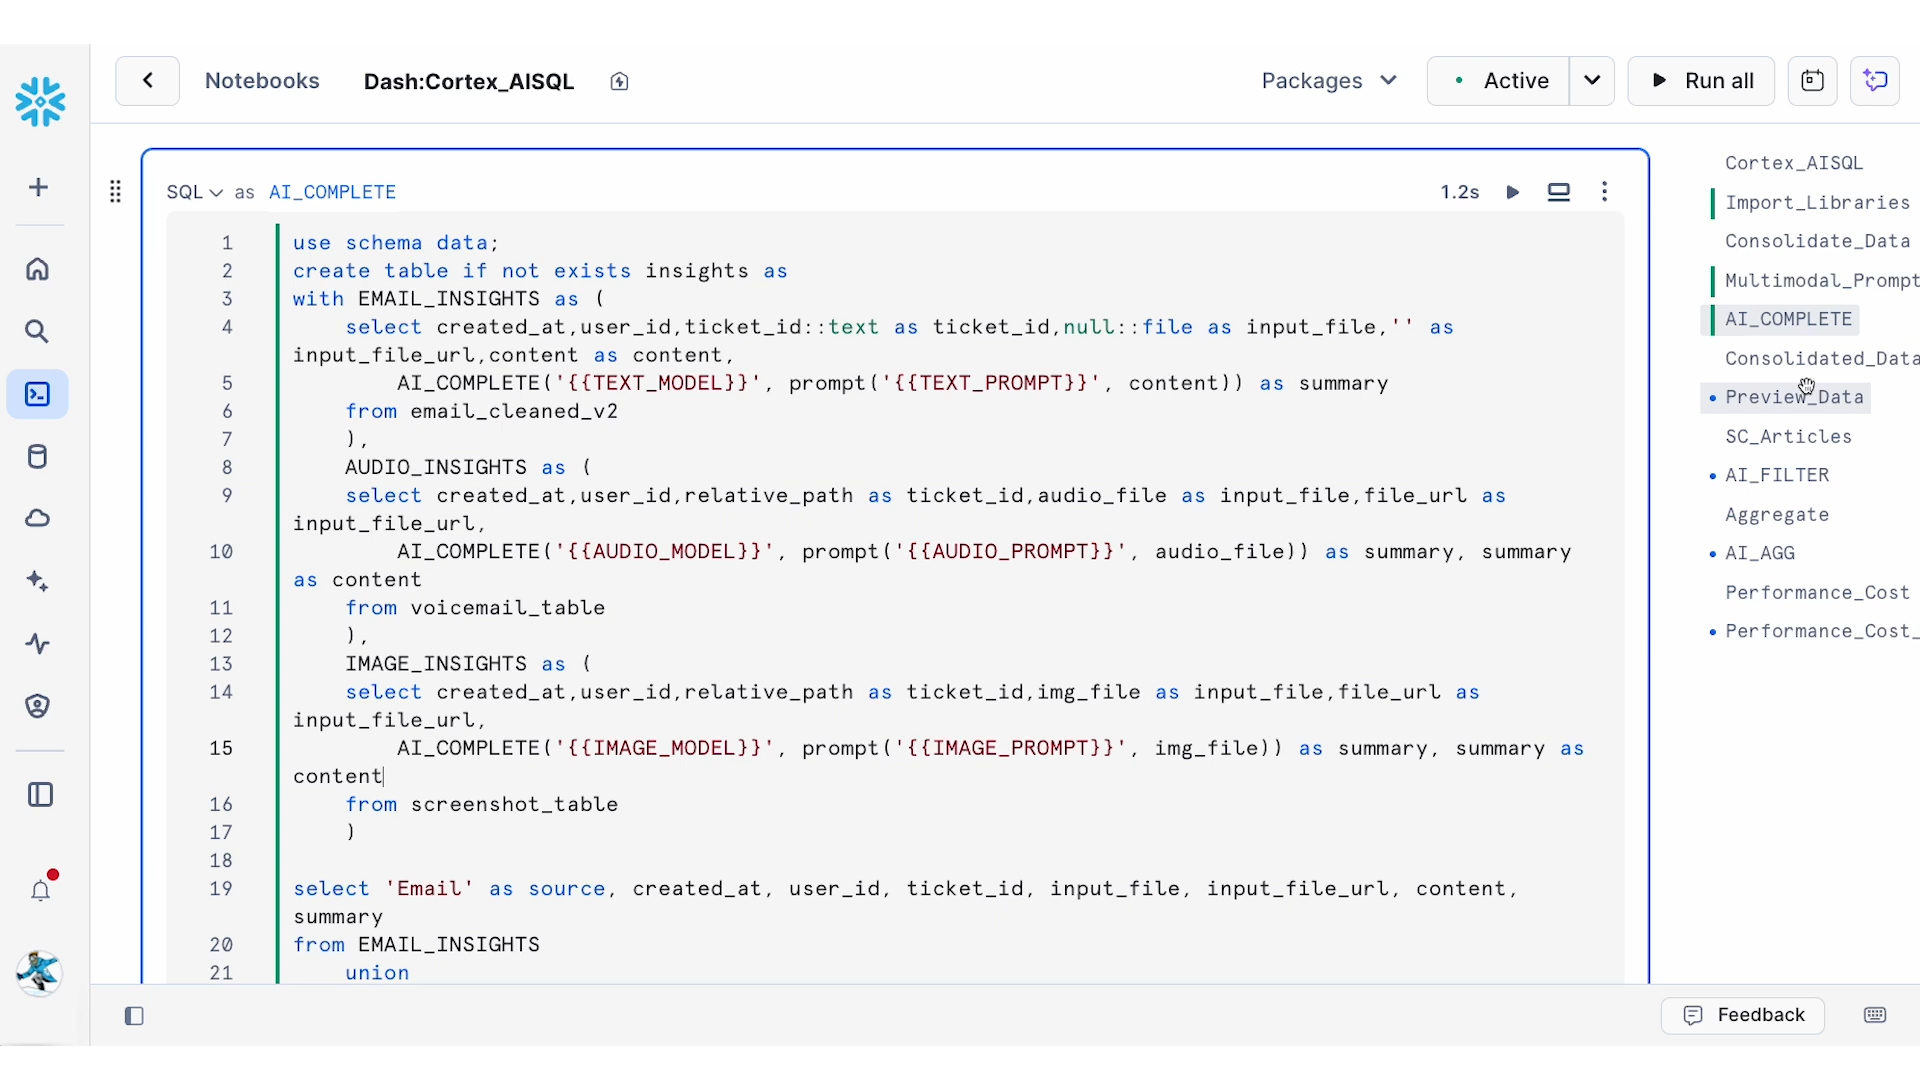 Notebooks Dash:Cortex_AISQL Packages Active Run all
SQL as AI_COMPLETE 1.2s
1 use schema data;
2 create table if not exists insights as
3 with EMAIL_INSIGHTS as (
4 select created_at,user_id,ticket_id::text as ticket_id,null::file as input_file,'' as
input_file_url,content as content,
5 AI_COMPLETE('{{TEXT_MODEL}}', prompt('{{TEXT_PROMPT}}', content)) as summary
6 from email_cleaned_v2
7 ),
8 AUDIO_INSIGHTS as (
9 select created_at,user_id,relative_path as ticket_id,audio_file as input_file,file_url as
input_file_url,
10 AI_COMPLETE('{{AUDIO_MODEL}}', prompt('{{AUDIO_PROMPT}}', audio_file)) as summary, summary
as content
11 from voicemail_table
12 ),
13 IMAGE_INSIGHTS as (
14 select created_at,user_id,relative_path as ticket_id,img_file as input_file,file_url as
input_file_url,
15 AI_COMPLETE('{{IMAGE_MODEL}}', prompt('{{IMAGE_PROMPT}}', img_file)) as summary, summary as
content
16 from screenshot_table
17 )
18
19 select 'Email' as source, created_at, user_id, ticket_id, input_file, input_file_url, content,
summary
20 from EMAIL_INSIGHTS
21 union
Cortex_AISQL
Import_Libraries
Consolidate_Data
Multimodal_Prompt
AI_COMPLETE
Consolidated_Data
Preview_Data
SC_Articles
AI_FILTER
Aggregate
AI_AGG
Performance_Cost
Performance_Cost_
Feedback